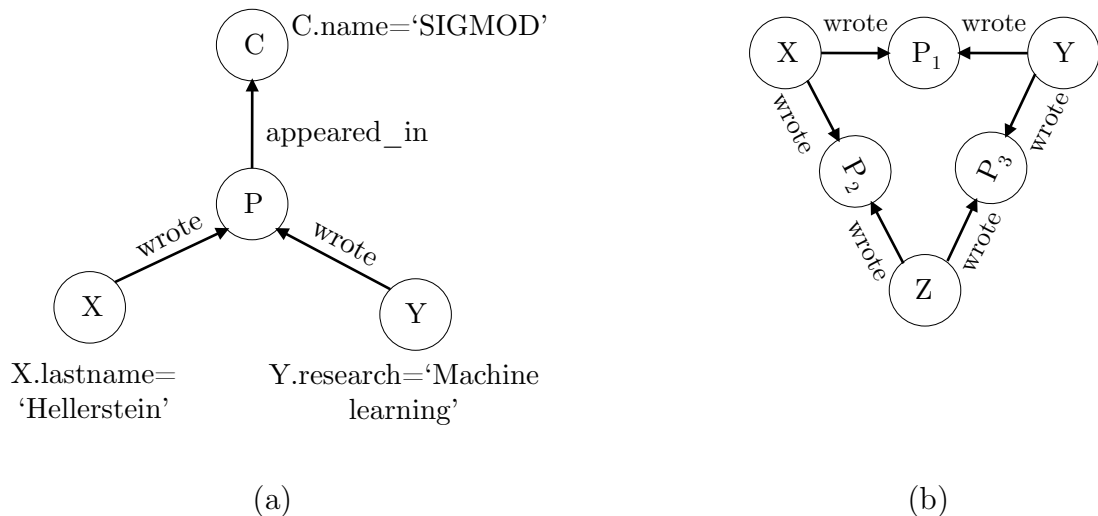 C
C.name=‘SIGMOD’
appeared_in
P
wrote
wrote
X
Y
X.lastname=
‘Hellerstein’
Y.research=‘Machine
learning’
(a)
X
wrote
P₁
wrote
Y
wrote
wrote
P₂
P₃
wrote
wrote
Z
(b)